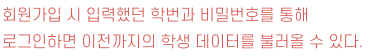 회원가입 시 입력했던 학번과 비밀번호를 통해
로그인하면 이전까지의 학생 데이터를 불러올 수 있다.